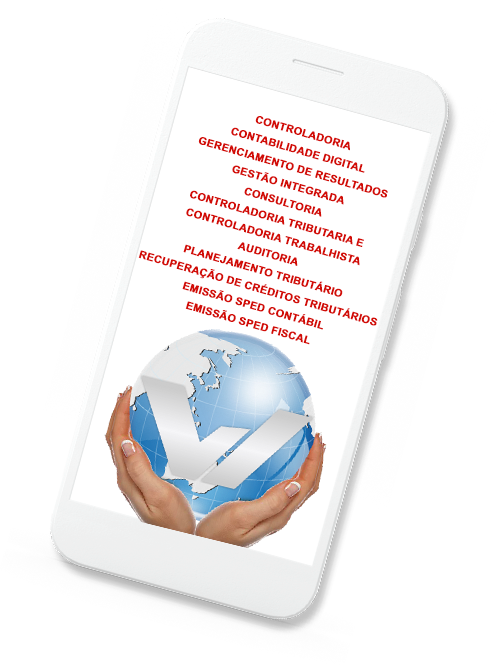 CONTROLADORIA
CONTABILIDADE DIGITAL
GERENCIAMENTO DE RESULTADOS
GESTÃO INTEGRADA
CONSULTORIA
CONTROLADORIA TRIBUTARIA E
CONTROLADORIA TRABALHISTA
AUDITORIA
PLANEJAMENTO TRIBUTÁRIO
RECUPERAÇÃO DE CRÉDITOS TRIBUTÁRIOS
EMISSÃO SPED CONTÁBIL
EMISSÃO SPED FISCAL